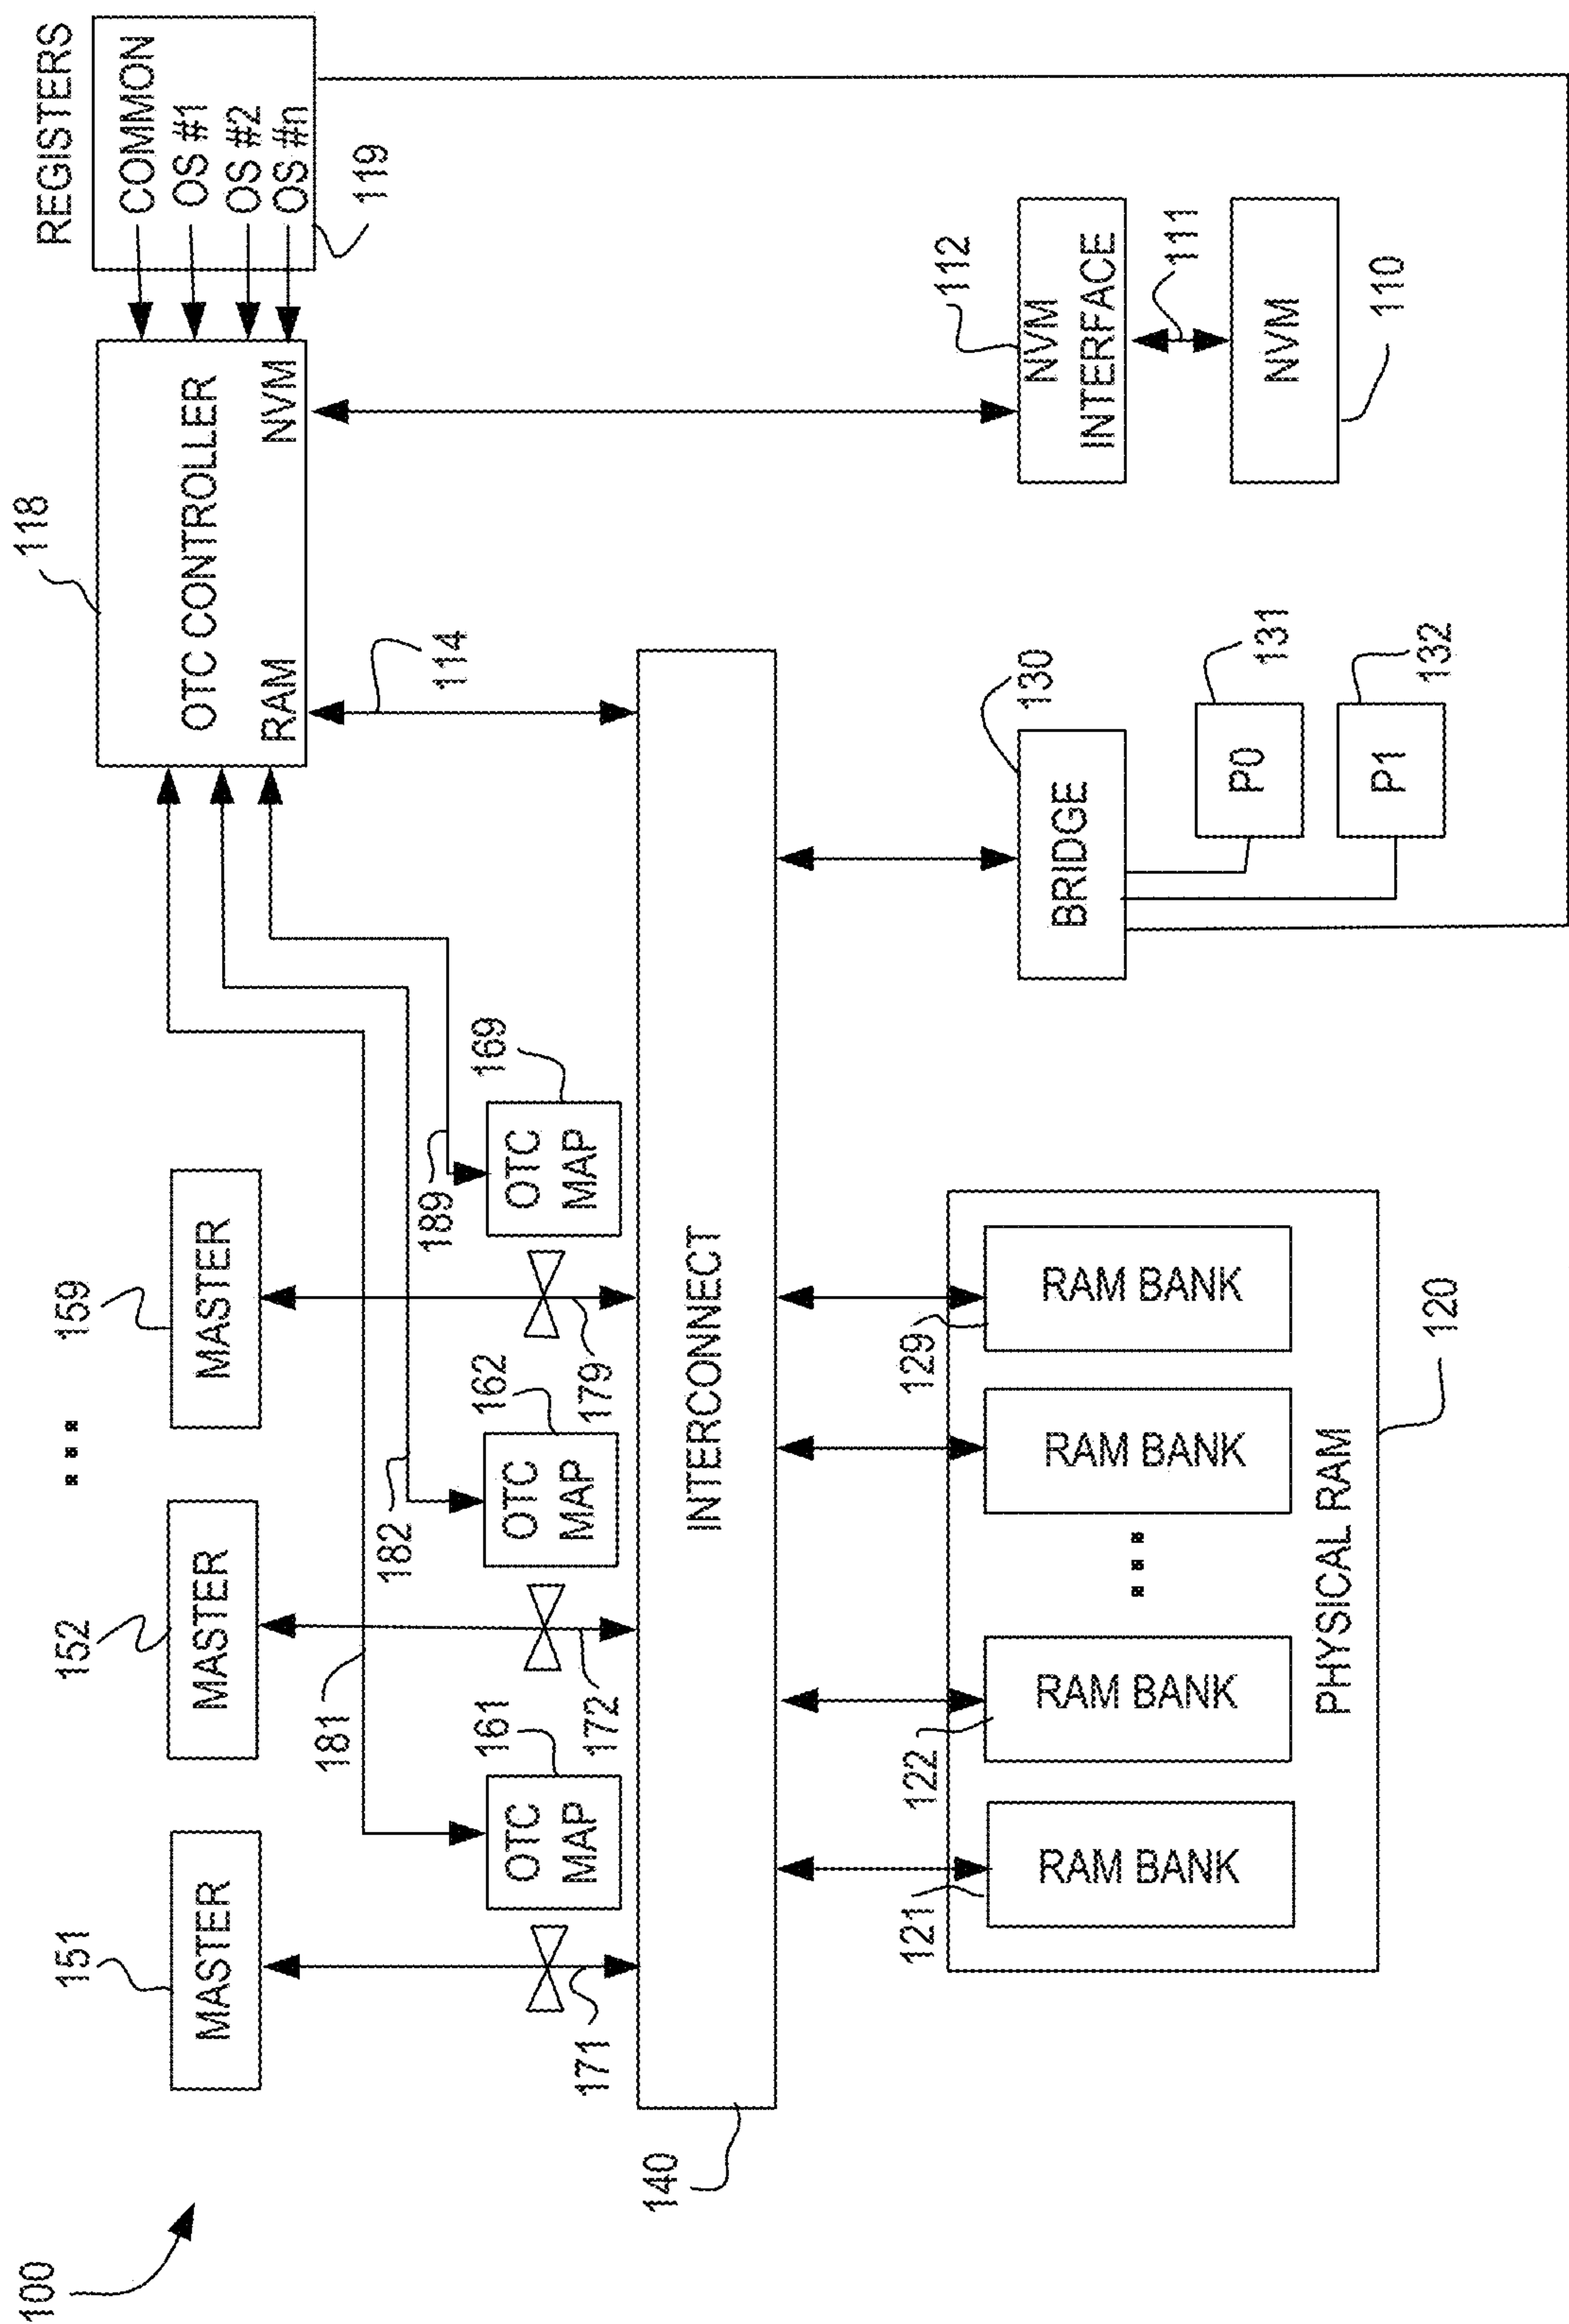 100
151
152
159
118
REGISTERS
MASTER
MASTER
MASTER
OTC CONTROLLER
RAM
NVM
COMMON
OS #1
OS #2
OS #n
119
181
182
189
114
161
162
169
OTC
MAP
OTC
MAP
OTC
MAP
171
172
179
140
INTERCONNECT
121
122
129
130
112
RAM BANK
RAM BANK
RAM BANK
RAM BANK
PHYSICAL RAM
120
BRIDGE
P0
131
P1
132
NVM
INTERFACE
111
NVM
110